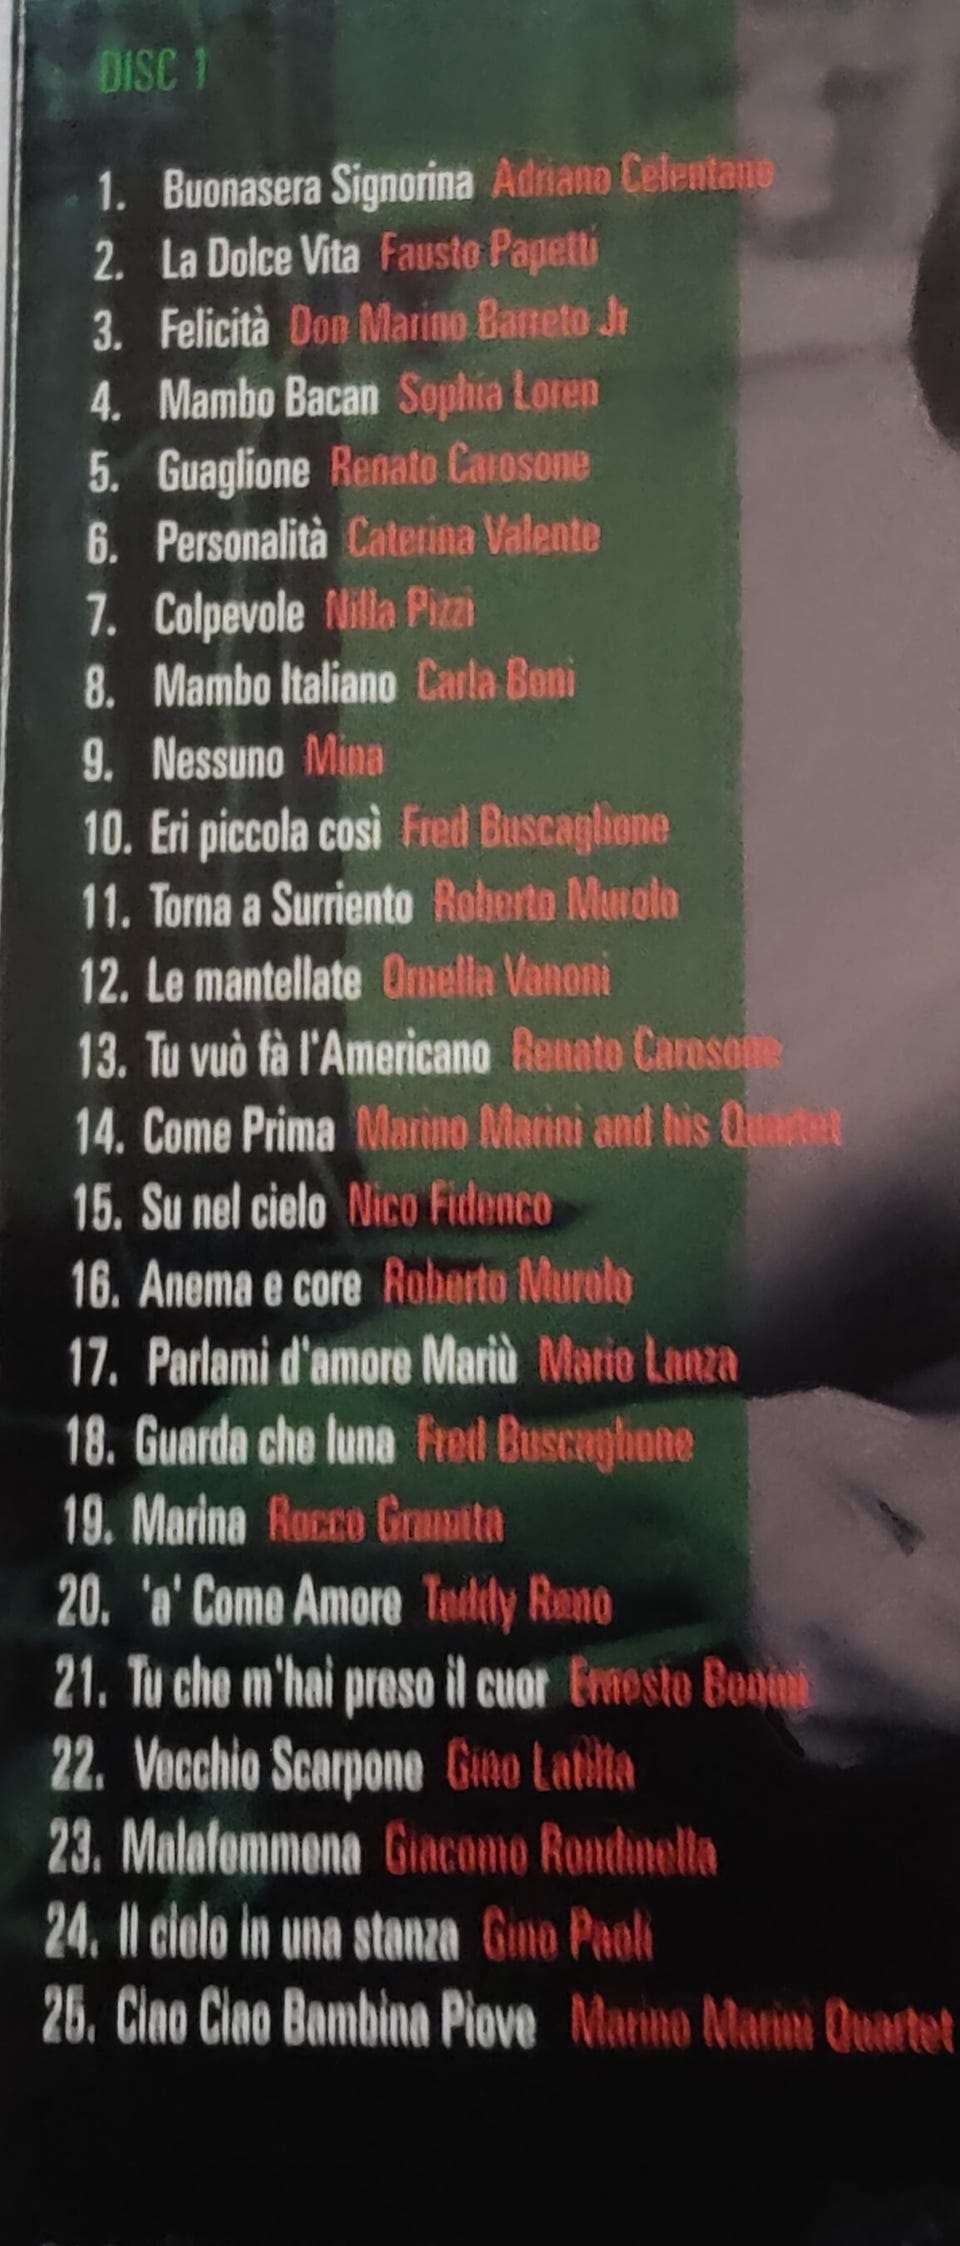 DISC 1
1. Buonasera Signorina Adriano Celentano
2. La Dolce Vita Fausto Papetti
3. Felicità Don Marino Barreto Jr
4. Mambo Bacan Sophia Loren
5. Guaglione Renato Carosone
6. Personalità Caterina Valente
7. Colpevole Nilla Pizzi
8. Mambo Italiano Carla Boni
9. Nessuno Mina
10. Eri piccola così Fred Buscaglione
11. Torna a Surriento Roberto Murolo
12. Le mantellate Ornella Vanoni
13. Tu vuò fà l'Americano Renato Carosone
14. Come Prima Marino Marini and his Quartet
15. Su nel cielo Nico Fidenco
16. Anema e core Roberto Murolo
17. Parlami d'amore Mariù Mario Lanza
18. Guarda che luna Fred Buscaglione
19. Marina Rocco Granata
20. 'a' Come Amore Teddy Reno
21. Tu che m'hai preso il cuor Ernesto Bonini
22. Vecchio Scarpone Gino Latilla
23. Malafemmena Giacomo Rondinella
24. Il cielo in una stanza Gino Paoli
25. Ciao Ciao Bambina Piove Marino Marini Quartet